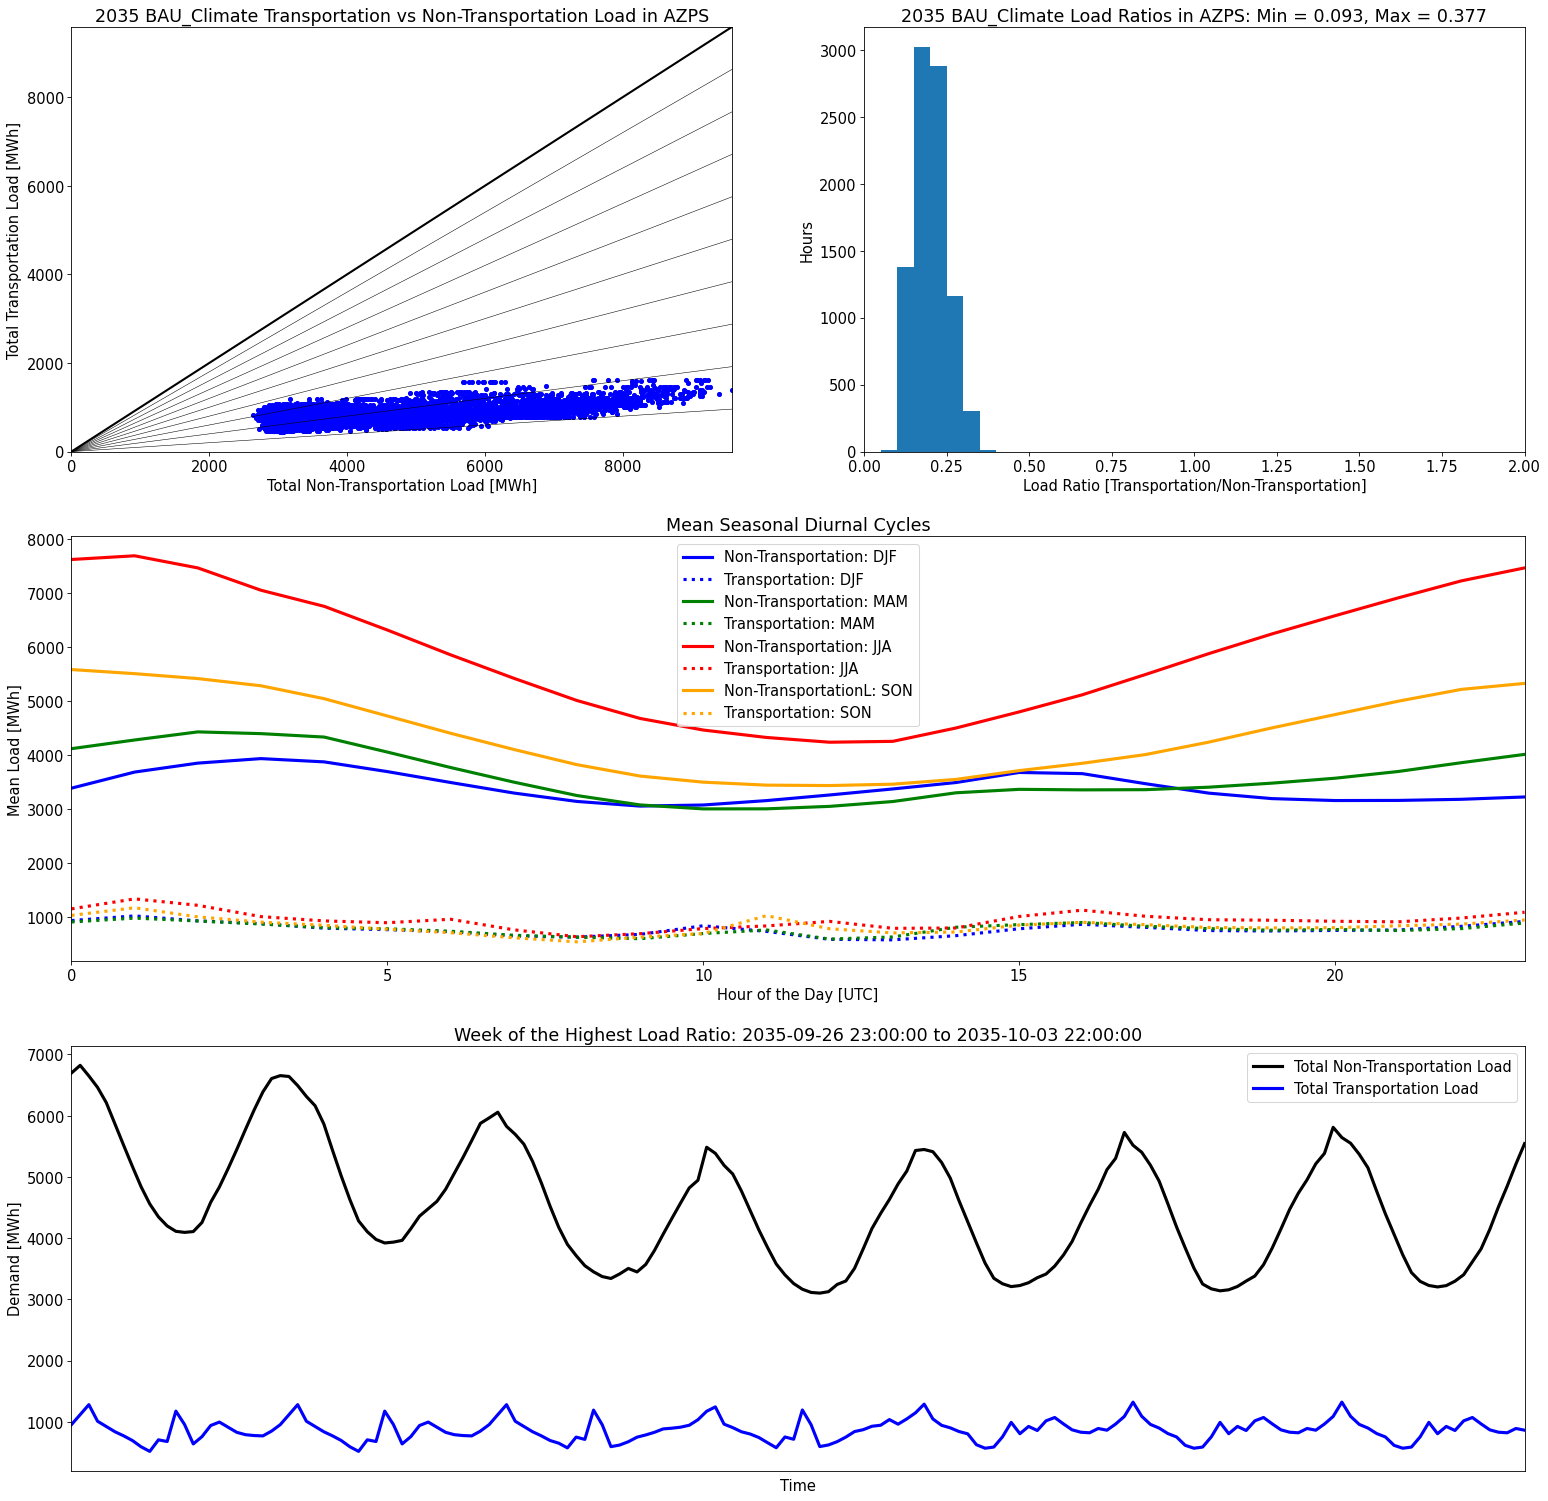 2035 BAU_Climate Transportation vs Non-Transportation Load in AZPS
Total Transportation Load [MWh]
8000
6000
4000
2000
0
0 2000 4000 6000 8000
Total Non-Transportation Load [MWh]
2035 BAU_Climate Load Ratios in AZPS: Min = 0.093, Max = 0.377
Hours
3000
2500
2000
1500
1000
500
0
0.00 0.25 0.50 0.75 1.00 1.25 1.50 1.75 2.00
Load Ratio [Transportation/Non-Transportation]
Mean Seasonal Diurnal Cycles
Mean Load [MWh]
8000
7000
6000
5000
4000
3000
2000
1000
Non-Transportation: DJF
Transportation: DJF
Non-Transportation: MAM
Transportation: MAM
Non-Transportation: JJA
Transportation: JJA
Non-TransportationL: SON
Transportation: SON
0 5 10 15 20
Hour of the Day [UTC]
Week of the Highest Load Ratio: 2035-09-26 23:00:00 to 2035-10-03 22:00:00
Demand [MWh]
7000
6000
5000
4000
3000
2000
1000
Total Non-Transportation Load
Total Transportation Load
Time